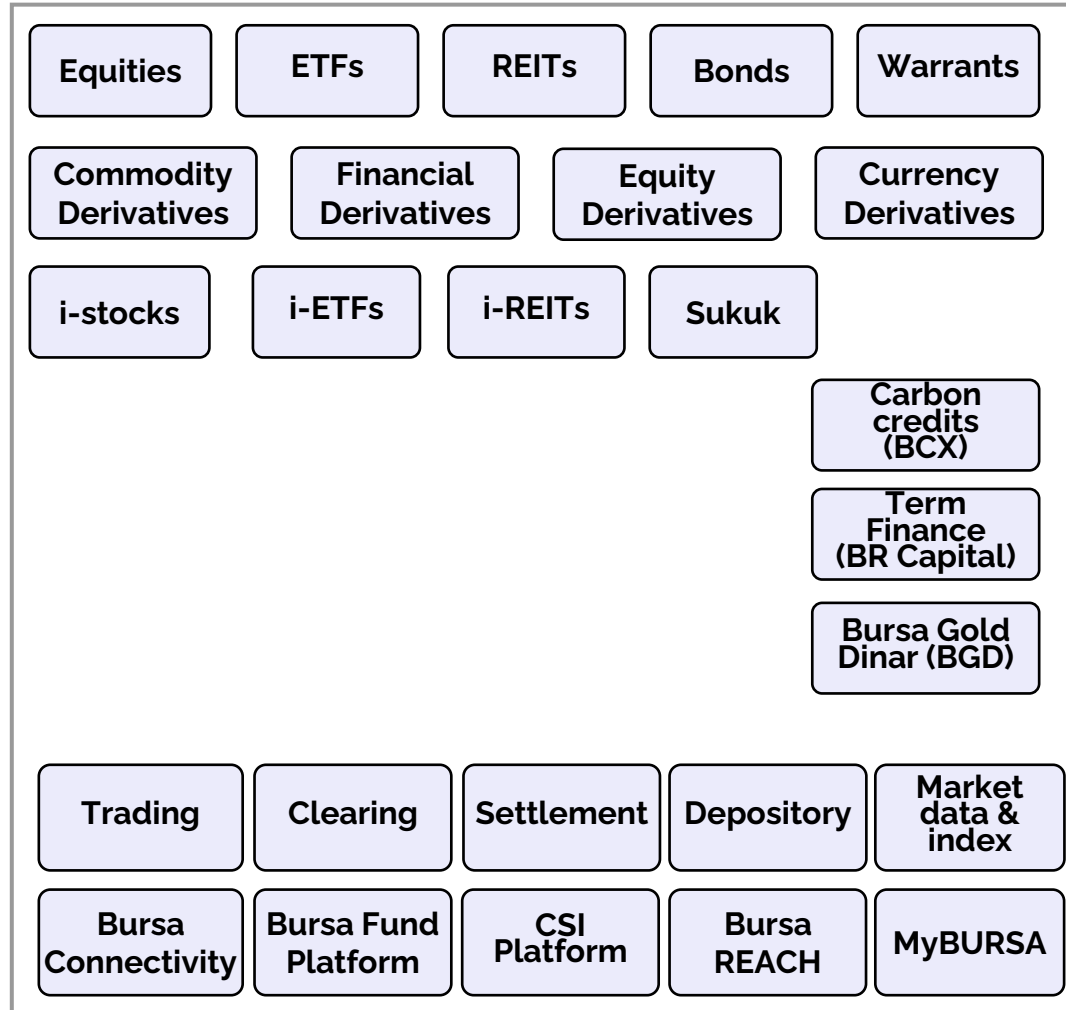 Equities
ETFs
REITs
Bonds
Warrants
Commodity
Derivatives
Financial
Derivatives
Equity
Derivatives
Currency
Derivatives
i-stocks
i-ETFs
i-REITs
Sukuk
Carbon
credits
(BCX)
Term
Finance
(BR Capital)
Bursa Gold
Dinar (BGD)
Trading
Clearing
Settlement
Depository
Market
data &
index
Bursa
Connectivity
Bursa Fund
Platform
CSI
Platform
Bursa
REACH
MyBURSA